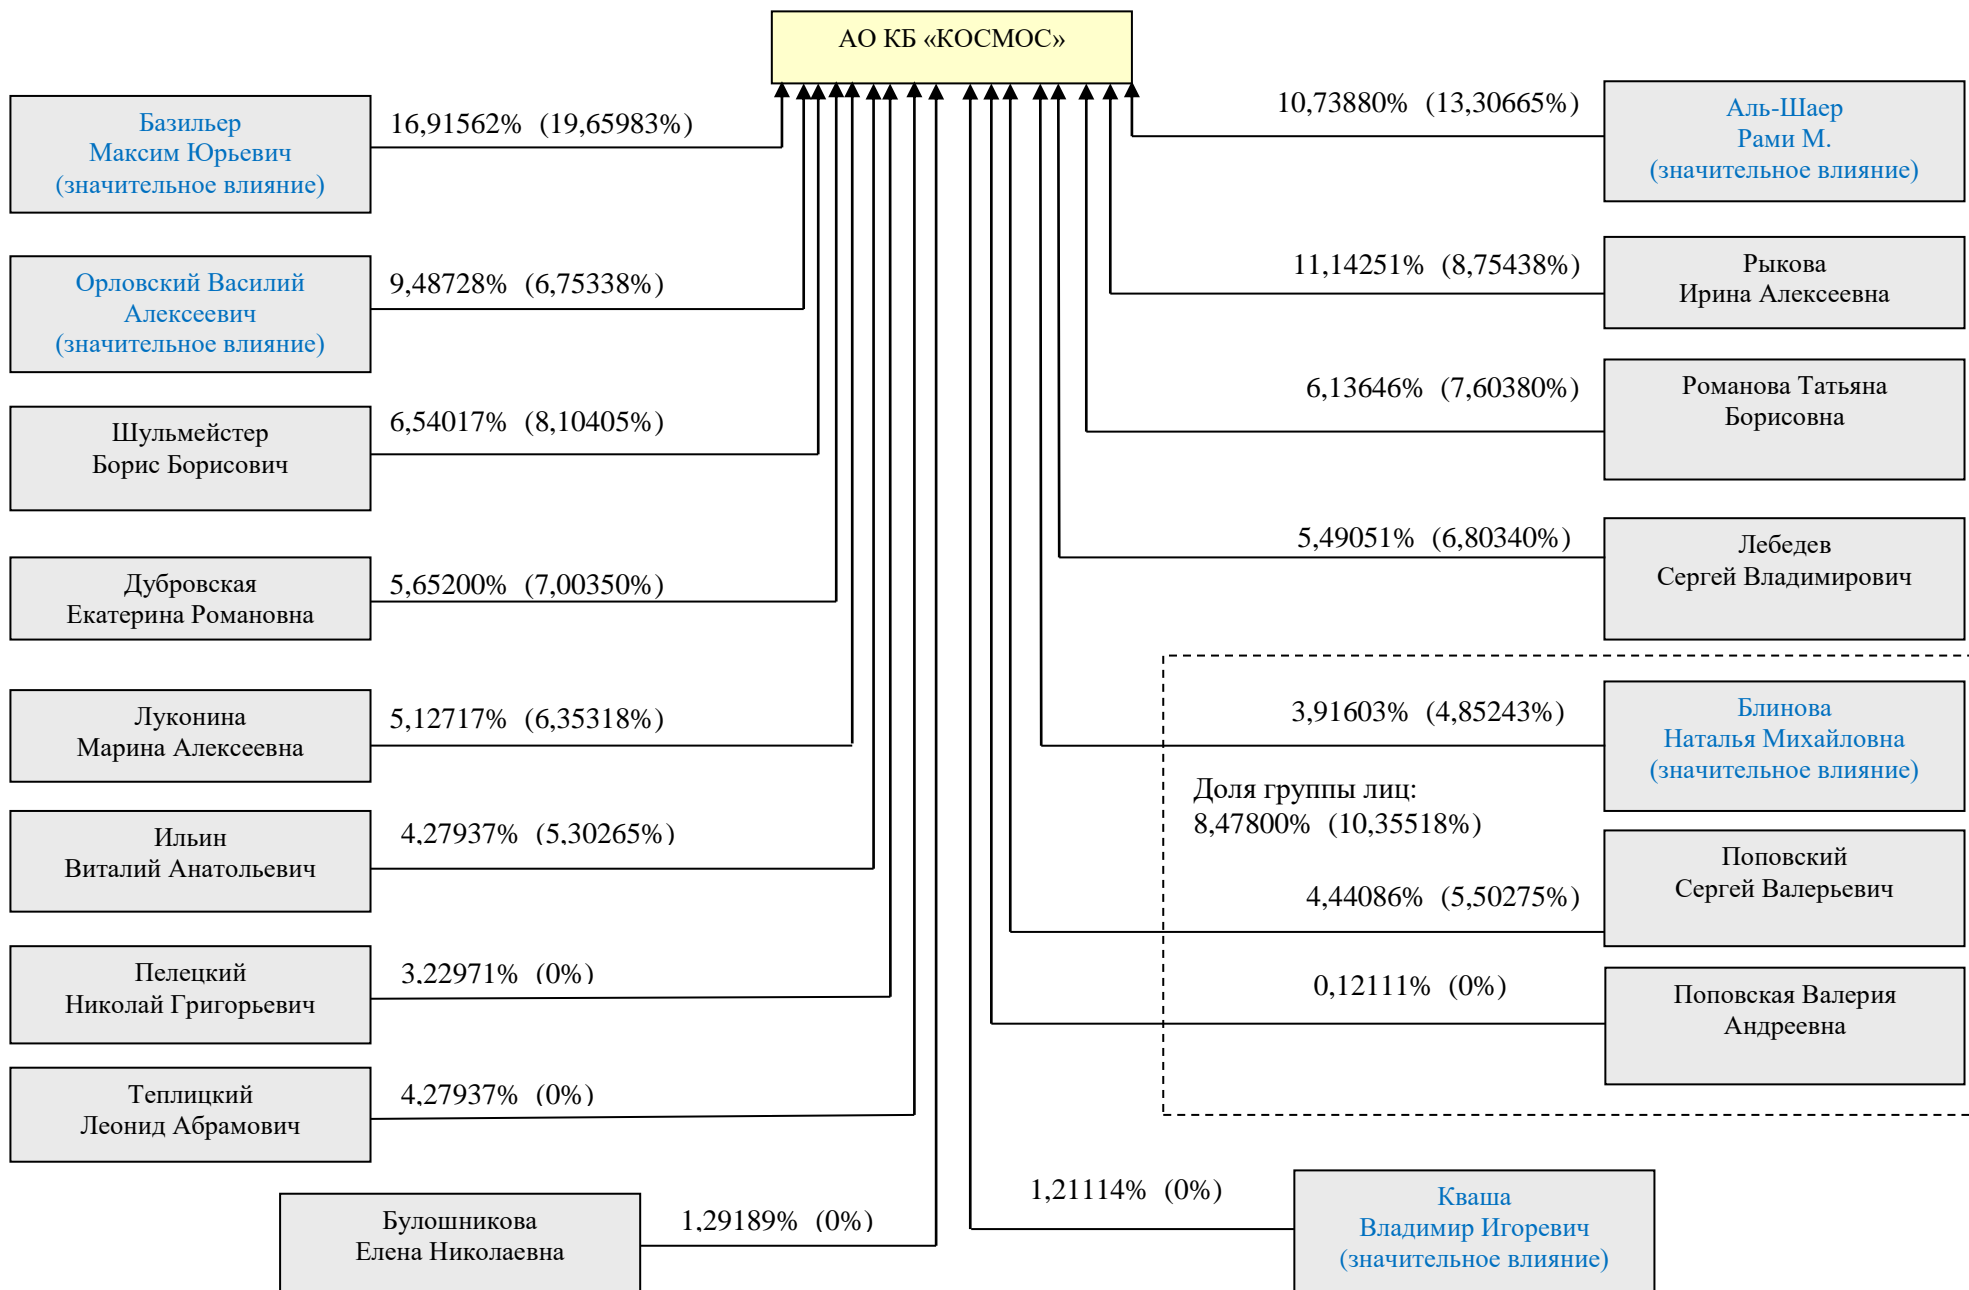 АО КБ «КОСМОС»
Базильер
Максим Юрьевич
(значительное влияние)
16,91562% (19,65983%)
10,73880% (13,30665%)
Аль-Шаер
Рами М.
(значительное влияние)
Орловский Василий
Алексеевич
(значительное влияние)
9,48728% (6,75338%)
11,14251% (8,75438%)
Рыкова
Ирина Алексеевна
Шульмейстер
Борис Борисович
6,54017% (8,10405%)
6,13646% (7,60380%)
Романова Татьяна
Борисовна
Дубровская
Екатерина Романовна
5,65200% (7,00350%)
5,49051% (6,80340%)
Лебедев
Сергей Владимирович
Луконина
Марина Алексеевна
5,12717% (6,35318%)
3,91603% (4,85243%)
Блинова
Наталья Михайловна
(значительное влияние)
Доля группы лиц:
8,47800% (10,35518%)
Ильин
Виталий Анатольевич
4,27937% (5,30265%)
4,44086% (5,50275%)
Поповский
Сергей Валерьевич
Пелецкий
Николай Григорьевич
3,22971% (0%)
0,12111% (0%)
Поповская Валерия
Андреевна
Теплицкий
Леонид Абрамович
4,27937% (0%)
Булошникова
Елена Николаевна
1,29189% (0%)
1,21114% (0%)
Кваша
Владимир Игоревич
(значительное влияние)